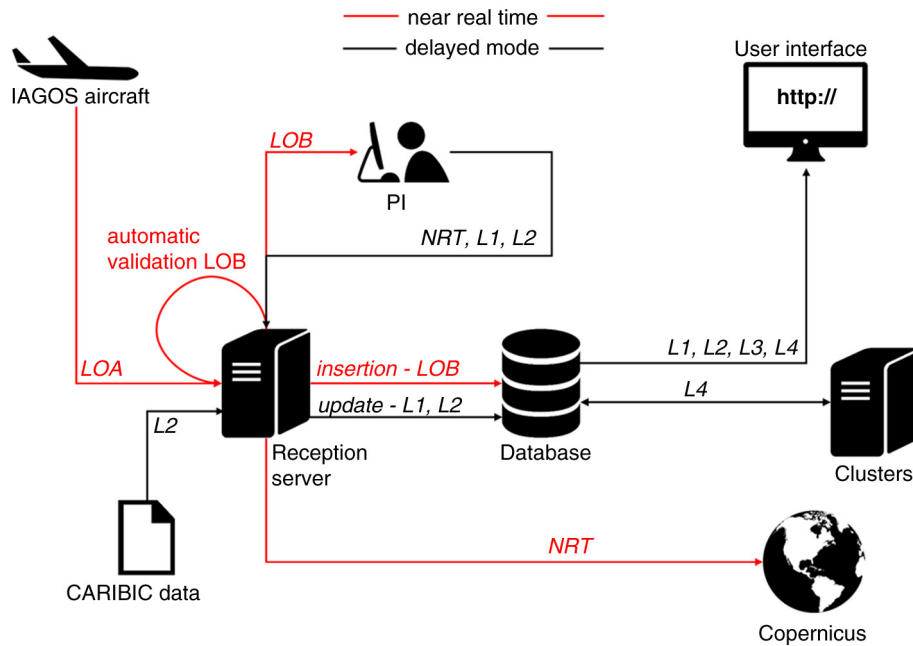 near real time
delayed mode
IAGOS aircraft
User interface
http://
LOB
PI
NRT, L1, L2
automatic
validation LOB
LOA
insertion - LOB
update - L1, L2
L1, L2, L3, L4
L4
L2
Reception
server
Database
Clusters
NRT
CARIBIC data
Copernicus